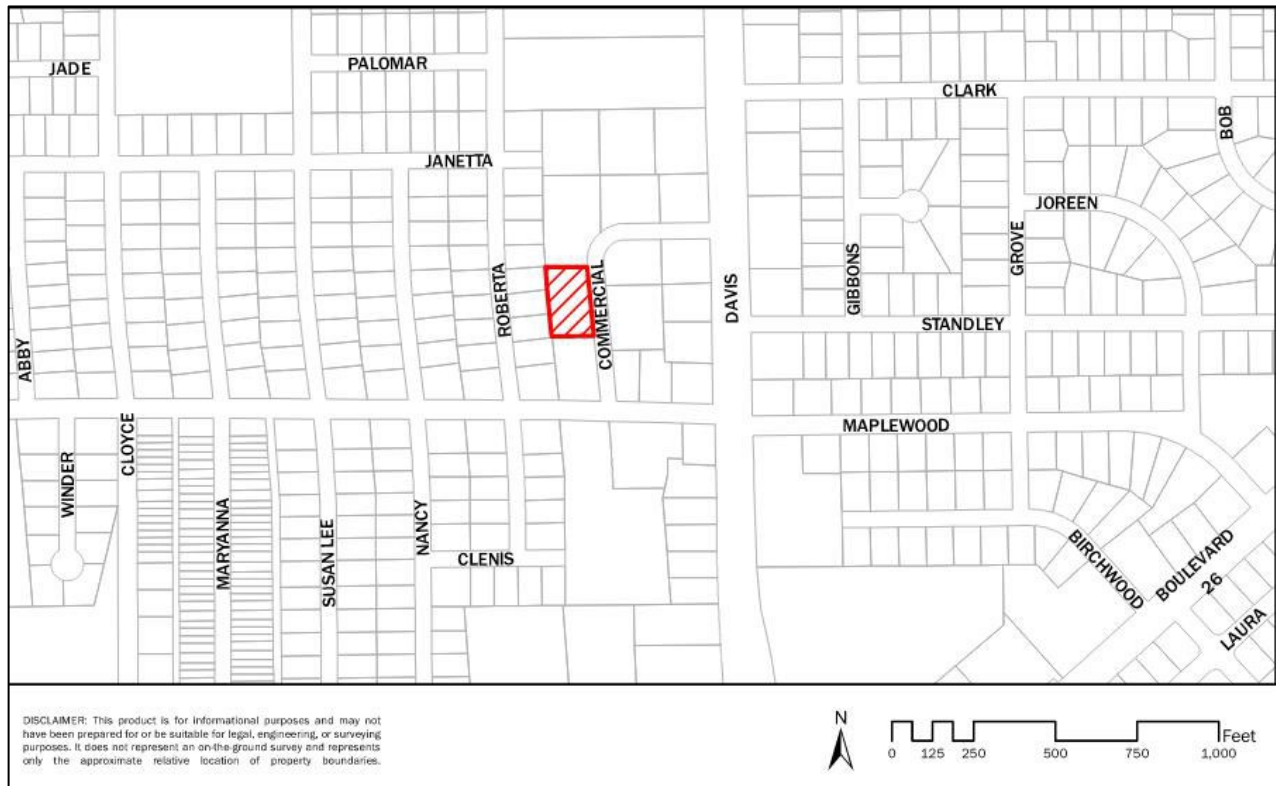 JADE
PALOMAR
CLARK
BOB
JANETTA
JOREEN
ROBERTA
COMMERCIAL
DAVIS
GIBBONS
GROVE
STANDLEY
ABBY
CLOYCE
MAPLEWOOD
WINDER
MARYANNA
SUSAN LEE
NANCY
CLENIS
BIRCHWOOD
BOULEVARD
26
LAURA
DISCLAIMER: This product is for informational purposes and may not
have been prepared for or be suitable for legal, engineering, or surveying
purposes. It does not represent an on-the-ground survey and represents
only the approximate relative location of property boundaries.
N
Feet
0 125 250 500 750 1,000